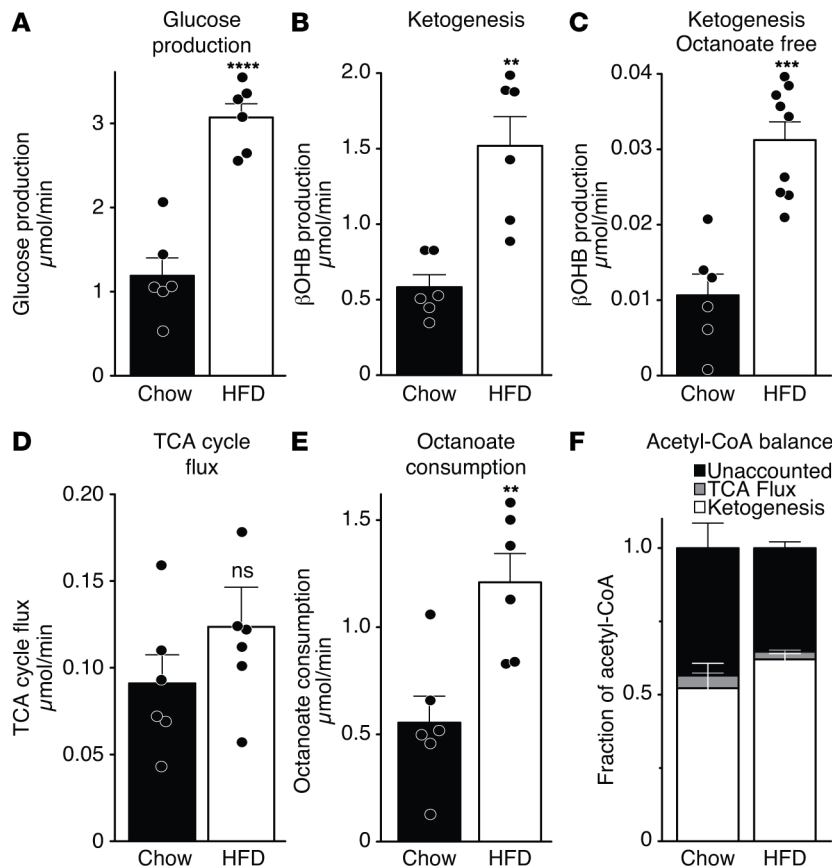 A
Glucose
production
Glucose production
µmol/min
3
2
1
0
****
Chow
HFD
B
Ketogenesis
βOHB production
µmol/min
2.0
1.5
1.0
0.5
0
**
Chow
HFD
C
Ketogenesis
Octanoate free
βOHB production
µmol/min
0.04
0.03
0.02
0.01
0
***
Chow
HFD
D
TCA cycle
flux
TCA cycle flux
µmol/min
0.20
0.15
0.10
0.05
0
ns
Chow
HFD
E
Octanoate
consumption
Octanoate consumption
µmol/min
1.5
1.0
0.5
0
**
Chow
HFD
F
Acetyl-CoA balance
Unaccounted
TCA Flux
Ketogenesis
Fraction of acetyl-CoA
1.0
0.5
0
Chow
HFD